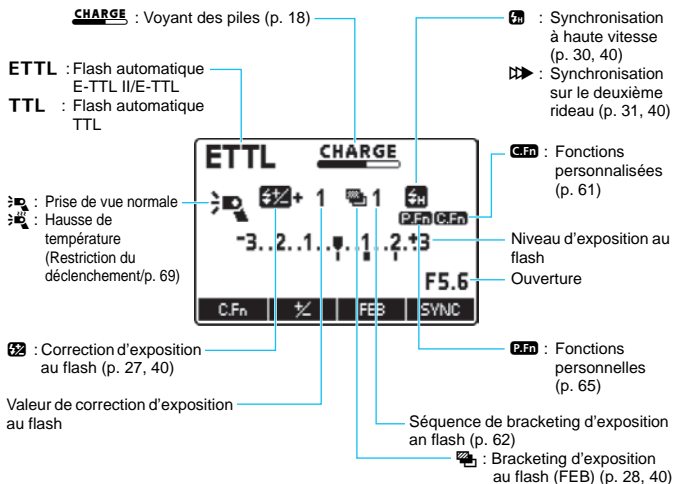 CHARGE : Voyant des piles (p. 18)
: Synchronisation
à haute vitesse
(p. 30, 40)
: Synchronisation
sur le deuxième
rideau (p. 31, 40)
ETTL : Flash automatique
E-TTL II/E-TTL
TTL : Flash automatique
TTL
C.Fn : Fonctions
personnalisées
(p. 61)
ETTL CHARGE
+ 1 1 H
P.Fn C.Fn
-3..2..1..▼..1..2.+3
F5.6
C.Fn +/- FEB SYNC
: Prise de vue normale
: Hausse de
température
(Restriction du
déclenchement/p. 69)
Niveau d'exposition au
flash
Ouverture
: Correction d'exposition
au flash (p. 27, 40)
P.Fn : Fonctions
personnelles
(p. 65)
Valeur de correction d'exposition
au flash
Séquence de bracketing d'exposition
an flash (p. 62)
: Bracketing d'exposition
au flash (FEB) (p. 28, 40)